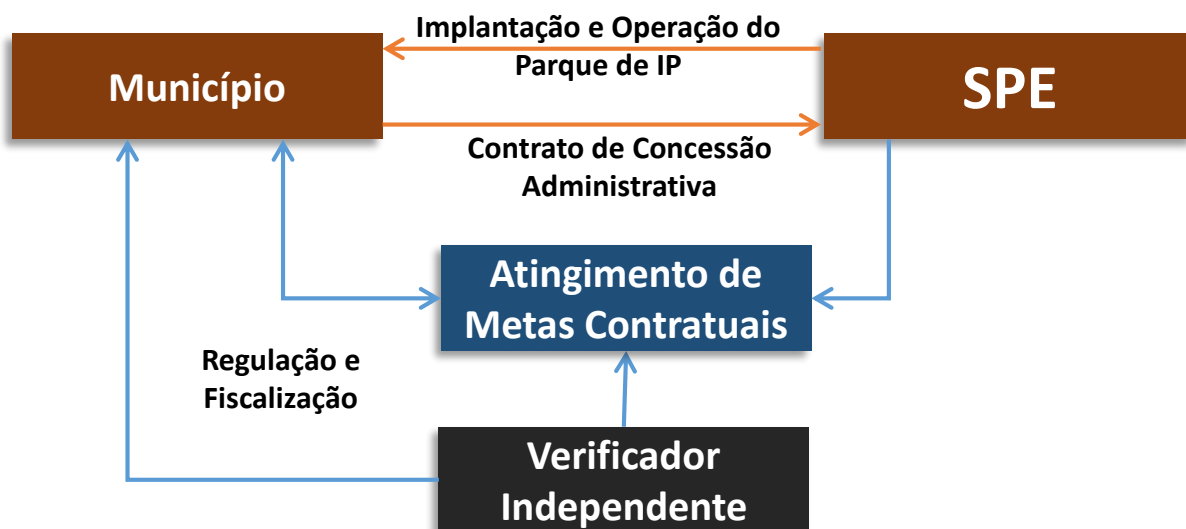 Implantação e Operação do
Parque de IP
Município
SPE
Contrato de Concessão
Administrativa
Atingimento de
Metas Contratuais
Regulação e
Fiscalização
Verificador
Independente